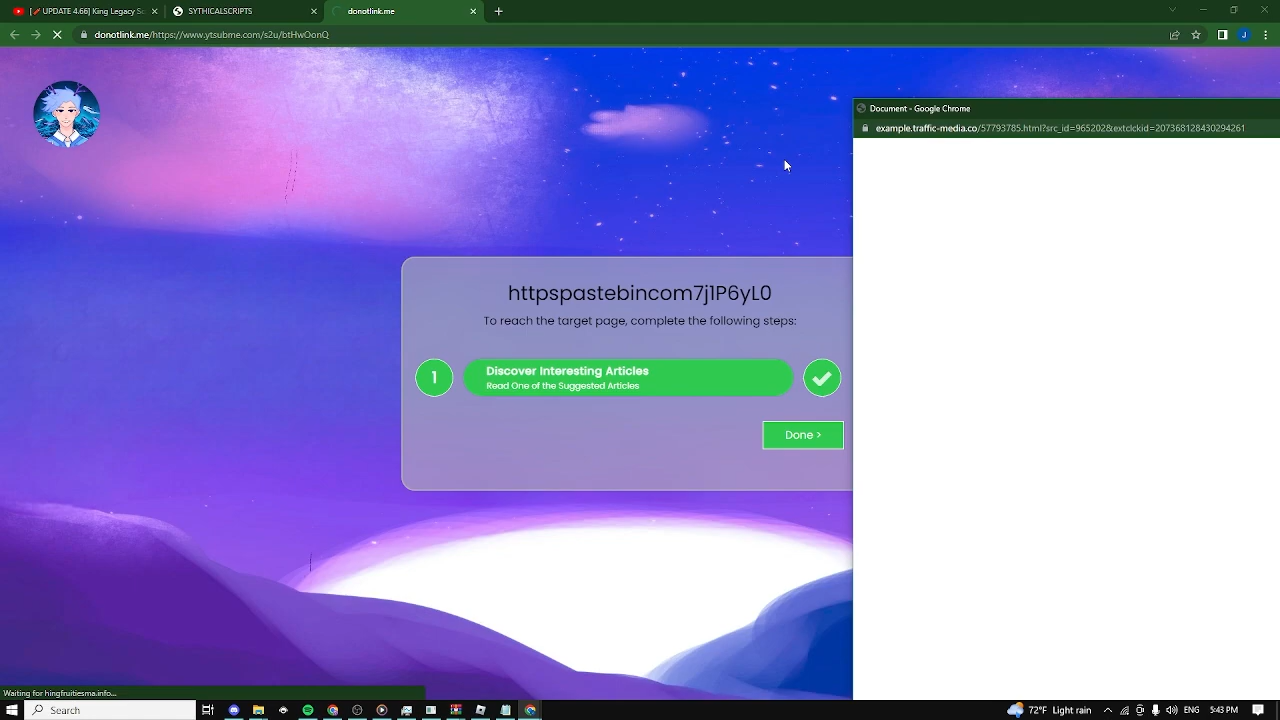 [🗡️ UPDATE 4.66] King Legacy Sc
SYTHICALSCRIPTS
donotlink.me
donotlink.me/https://www.ytsubme.com/s2u/btHwOonQ
J
Document - Google Chrome
example.traffic-media.co/57793785.html?src_id=965202&extclckid=207368128430294261
httpspastebincom7j1P6yL0
To reach the target page, complete the following steps:
1
Discover Interesting Articles
Read One of the Suggested Articles
Done >
Waiting for hingfruitiesma.info...
Search
72°F Light rain
ENG
5:43 PM